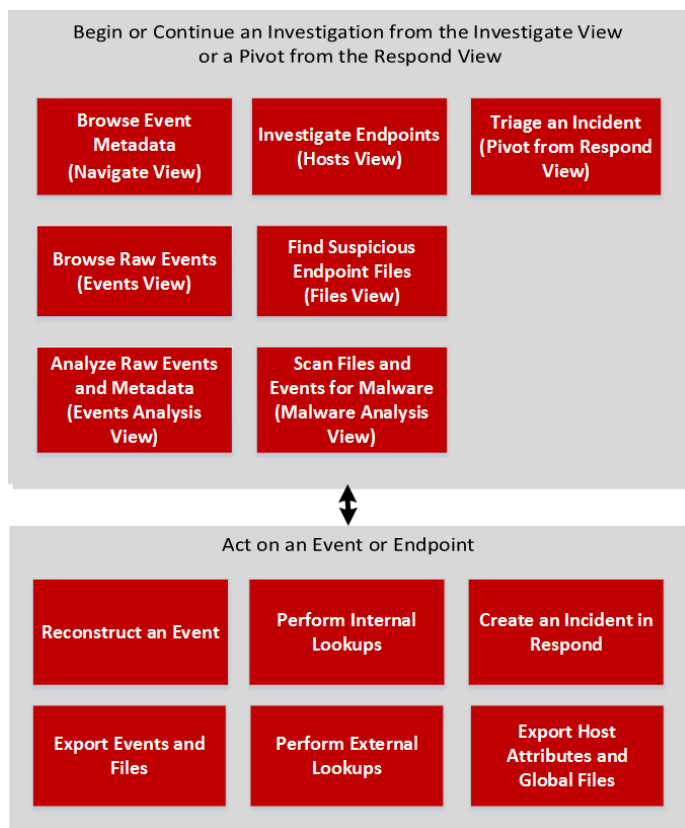 Begin or Continue an Investigation from the Investigate View
or a Pivot from the Respond View
Browse Event
Metadata
(Navigate View)
Investigate Endpoints
(Hosts View)
Triage an Incident
(Pivot from Respond
View)
Browse Raw Events
(Events View)
Find Suspicious
Endpoint Files
(Files View)
Analyze Raw Events
and Metadata
(Events Analysis
View)
Scan Files and
Events for Malware
(Malware Analysis
View)
Act on an Event or Endpoint
Reconstruct an Event
Perform Internal
Lookups
Create an Incident in
Respond
Export Events and
Files
Perform External
Lookups
Export Host
Attributes and
Global Files